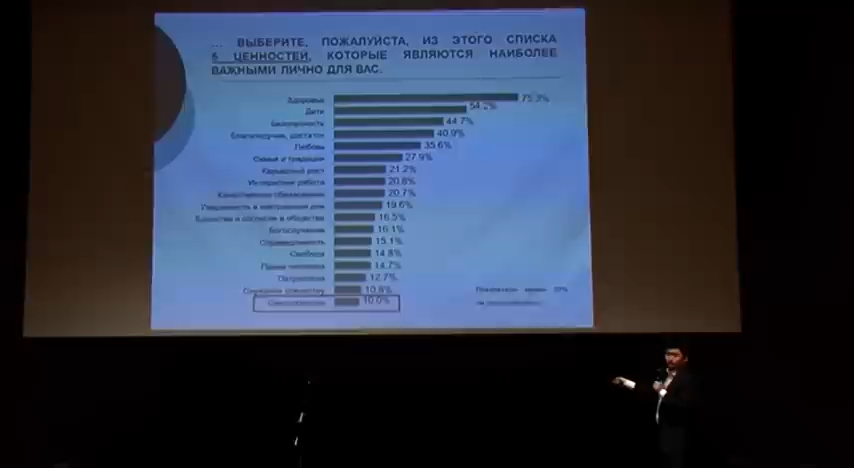 ... ВЫБЕРИТЕ, ПОЖАЛУЙСТА, ИЗ ЭТОГО СПИСКА
5 ЦЕННОСТЕЙ, КОТОРЫЕ ЯВЛЯЮТСЯ НАИБОЛЕЕ
ВАЖНЫМИ ЛИЧНО ДЛЯ ВАС.
Здоровье 75.3%
Дети 54.2%
Безопасность 44.7%
Благополучие, достаток 40.9%
Любовь 35.6%
Семья и традиции 27.9%
Карьерный рост 21.2%
Интересная работа 20.8%
Качественное образование 20.7%
Уверенность в завтрашнем дне 19.6%
Единство и согласие в обществе 16.5%
16.1%
Справедливость 15.1%
Свобода 14.8%
Права человека 14.7%
Патриотизм 12.7%
10.8%
10.0%